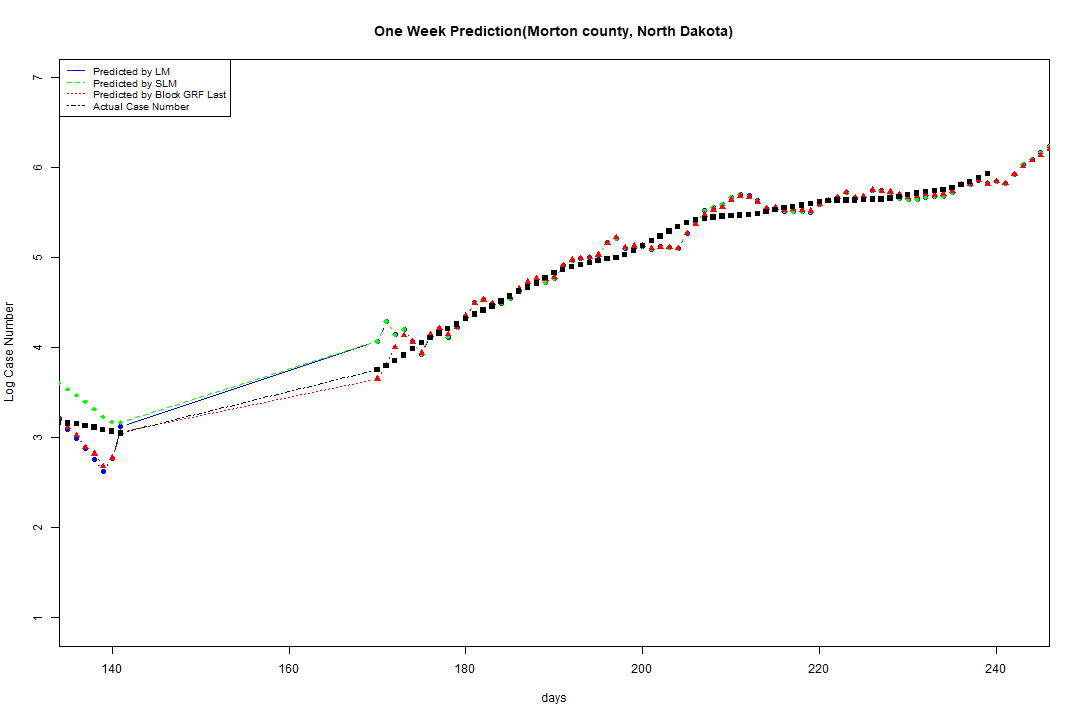 One Week Prediction(Morton county, North Dakota)
Predicted by LM
Predicted by SLM
Predicted by Block GRF Last
Actual Case Number
7
6
5
4
3
2
1
Log Case Number
140 160 180 200 220 240
days